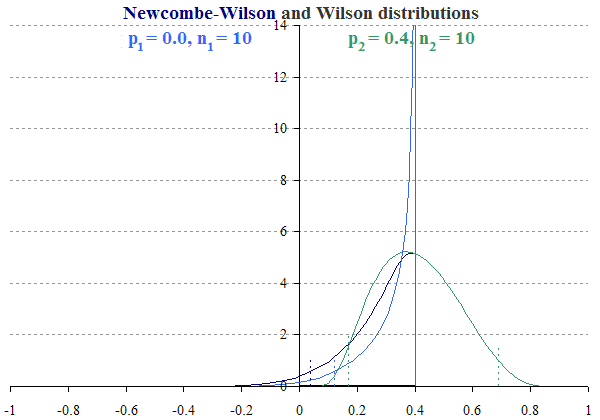 Newcombe-Wilson and Wilson distributions
p1 = 0.0, n1 = 10
p2 = 0.4, n2 = 10
14
12
10
8
6
4
2
0
-1 -0.8 -0.6 -0.4 -0.2 0 0.2 0.4 0.6 0.8 1